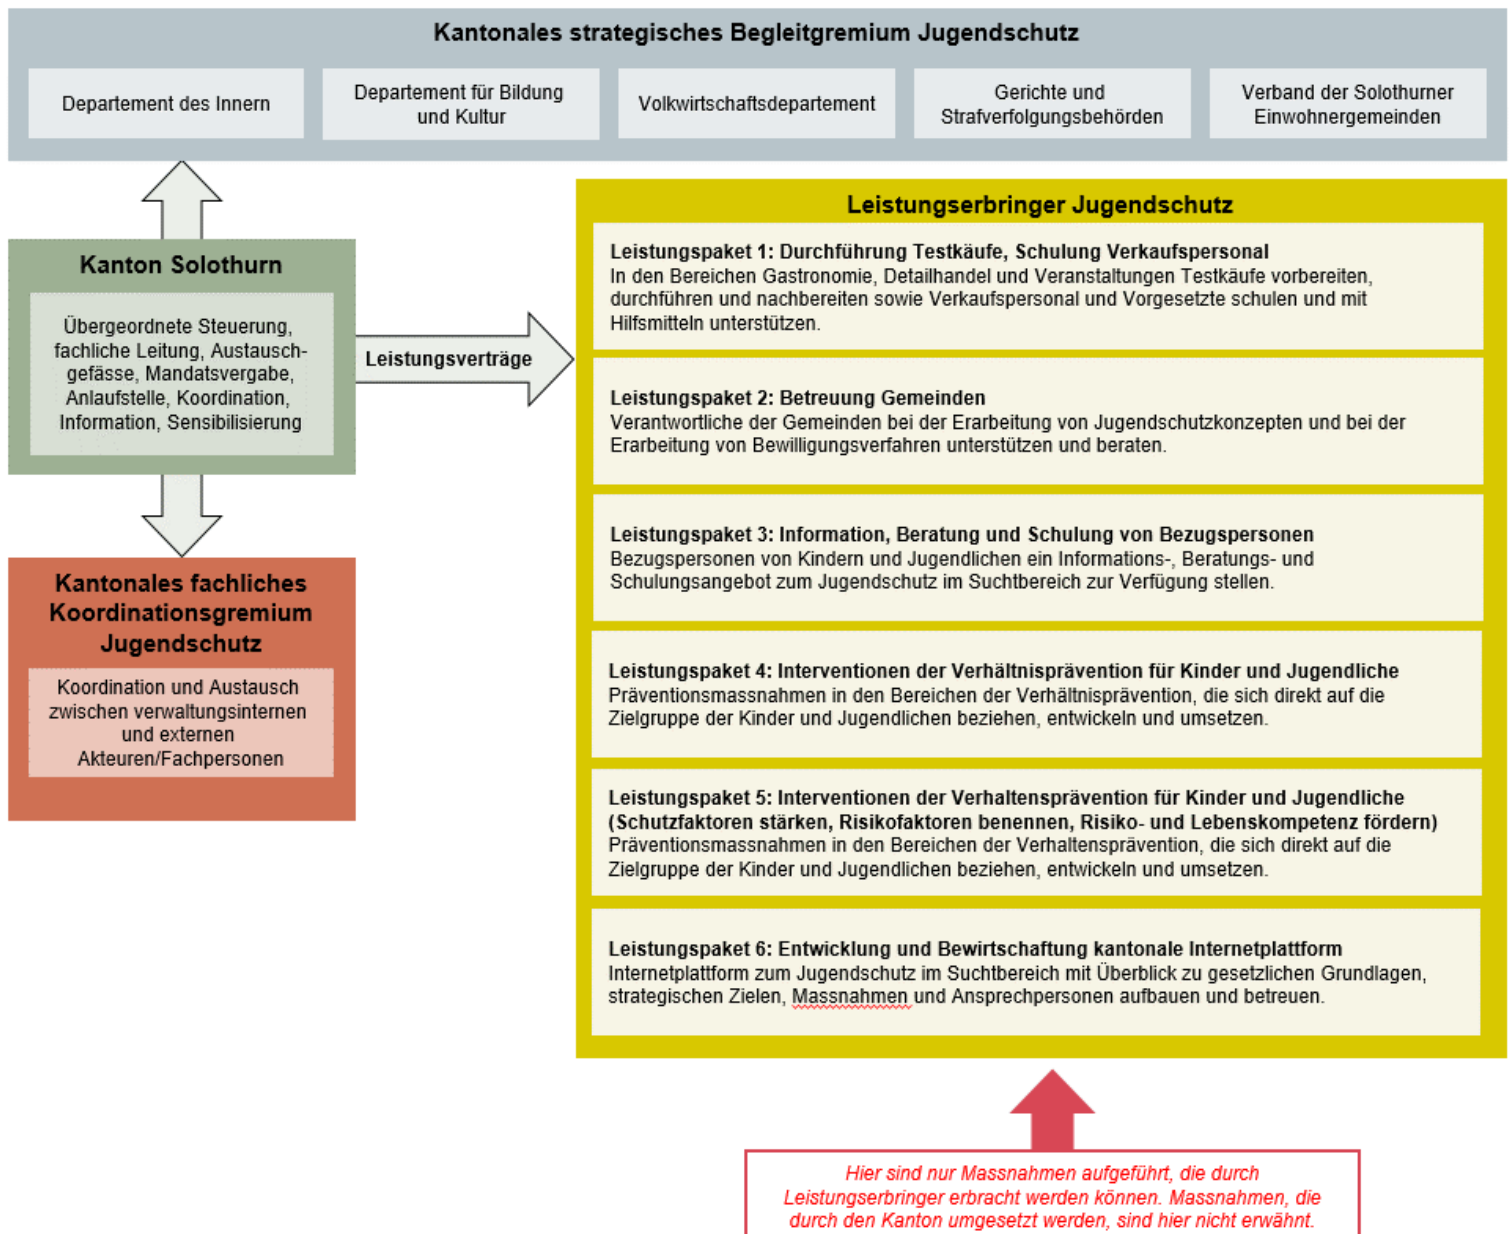 Kantonales strategisches Begleitgremium Jugendschutz
Departement des Innern
Departement für Bildung
und Kultur
Volkwirtschaftsdepartement
Gerichte und
Strafverfolgungsbehörden
Verband der Solothurner
Einwohnergemeinden
Kanton Solothurn
Übergeordnete Steuerung,
fachliche Leitung, Austausch-
gefässe, Mandatsvergabe,
Anlaufstelle, Koordination,
Information, Sensibilisierung
Leistungsverträge
Kantonales fachliches
Koordinationsgremium
Jugendschutz
Koordination und Austausch
zwischen verwaltungsinternen
und externen
Akteuren/Fachpersonen
Leistungserbringer Jugendschutz
Leistungspaket 1: Durchführung Testkäufe, Schulung Verkaufspersonal
In den Bereichen Gastronomie, Detailhandel und Veranstaltungen Testkäufe vorbereiten,
durchführen und nachbereiten sowie Verkaufspersonal und Vorgesetzte schulen und mit
Hilfsmitteln unterstützen.
Leistungspaket 2: Betreuung Gemeinden
Verantwortliche der Gemeinden bei der Erarbeitung von Jugendschutzkonzepten und bei der
Erarbeitung von Bewilligungsverfahren unterstützen und beraten.
Leistungspaket 3: Information, Beratung und Schulung von Bezugspersonen
Bezugspersonen von Kindern und Jugendlichen ein Informations-, Beratungs- und
Schulungsangebot zum Jugendschutz im Suchtbereich zur Verfügung stellen.
Leistungspaket 4: Interventionen der Verhältnisprävention für Kinder und Jugendliche
Präventionsmassnahmen in den Bereichen der Verhältnisprävention, die sich direkt auf die
Zielgruppe der Kinder und Jugendlichen beziehen, entwickeln und umsetzen.
Leistungspaket 5: Interventionen der Verhaltensprävention für Kinder und Jugendliche
(Schutzfaktoren stärken, Risikofaktoren benennen, Risiko- und Lebenskompetenz fördern)
Präventionsmassnahmen in den Bereichen der Verhaltensprävention, die sich direkt auf die
Zielgruppe der Kinder und Jugendlichen beziehen, entwickeln und umsetzen.
Leistungspaket 6: Entwicklung und Bewirtschaftung kantonale Internetplattform
Internetplattform zum Jugendschutz im Suchtbereich mit Überblick zu gesetzlichen Grundlagen,
strategischen Zielen, Massnahmen und Ansprechpersonen aufbauen und betreuen.
Hier sind nur Massnahmen aufgeführt, die durch
Leistungserbringer erbracht werden können. Massnahmen, die
durch den Kanton umgesetzt werden, sind hier nicht erwähnt.